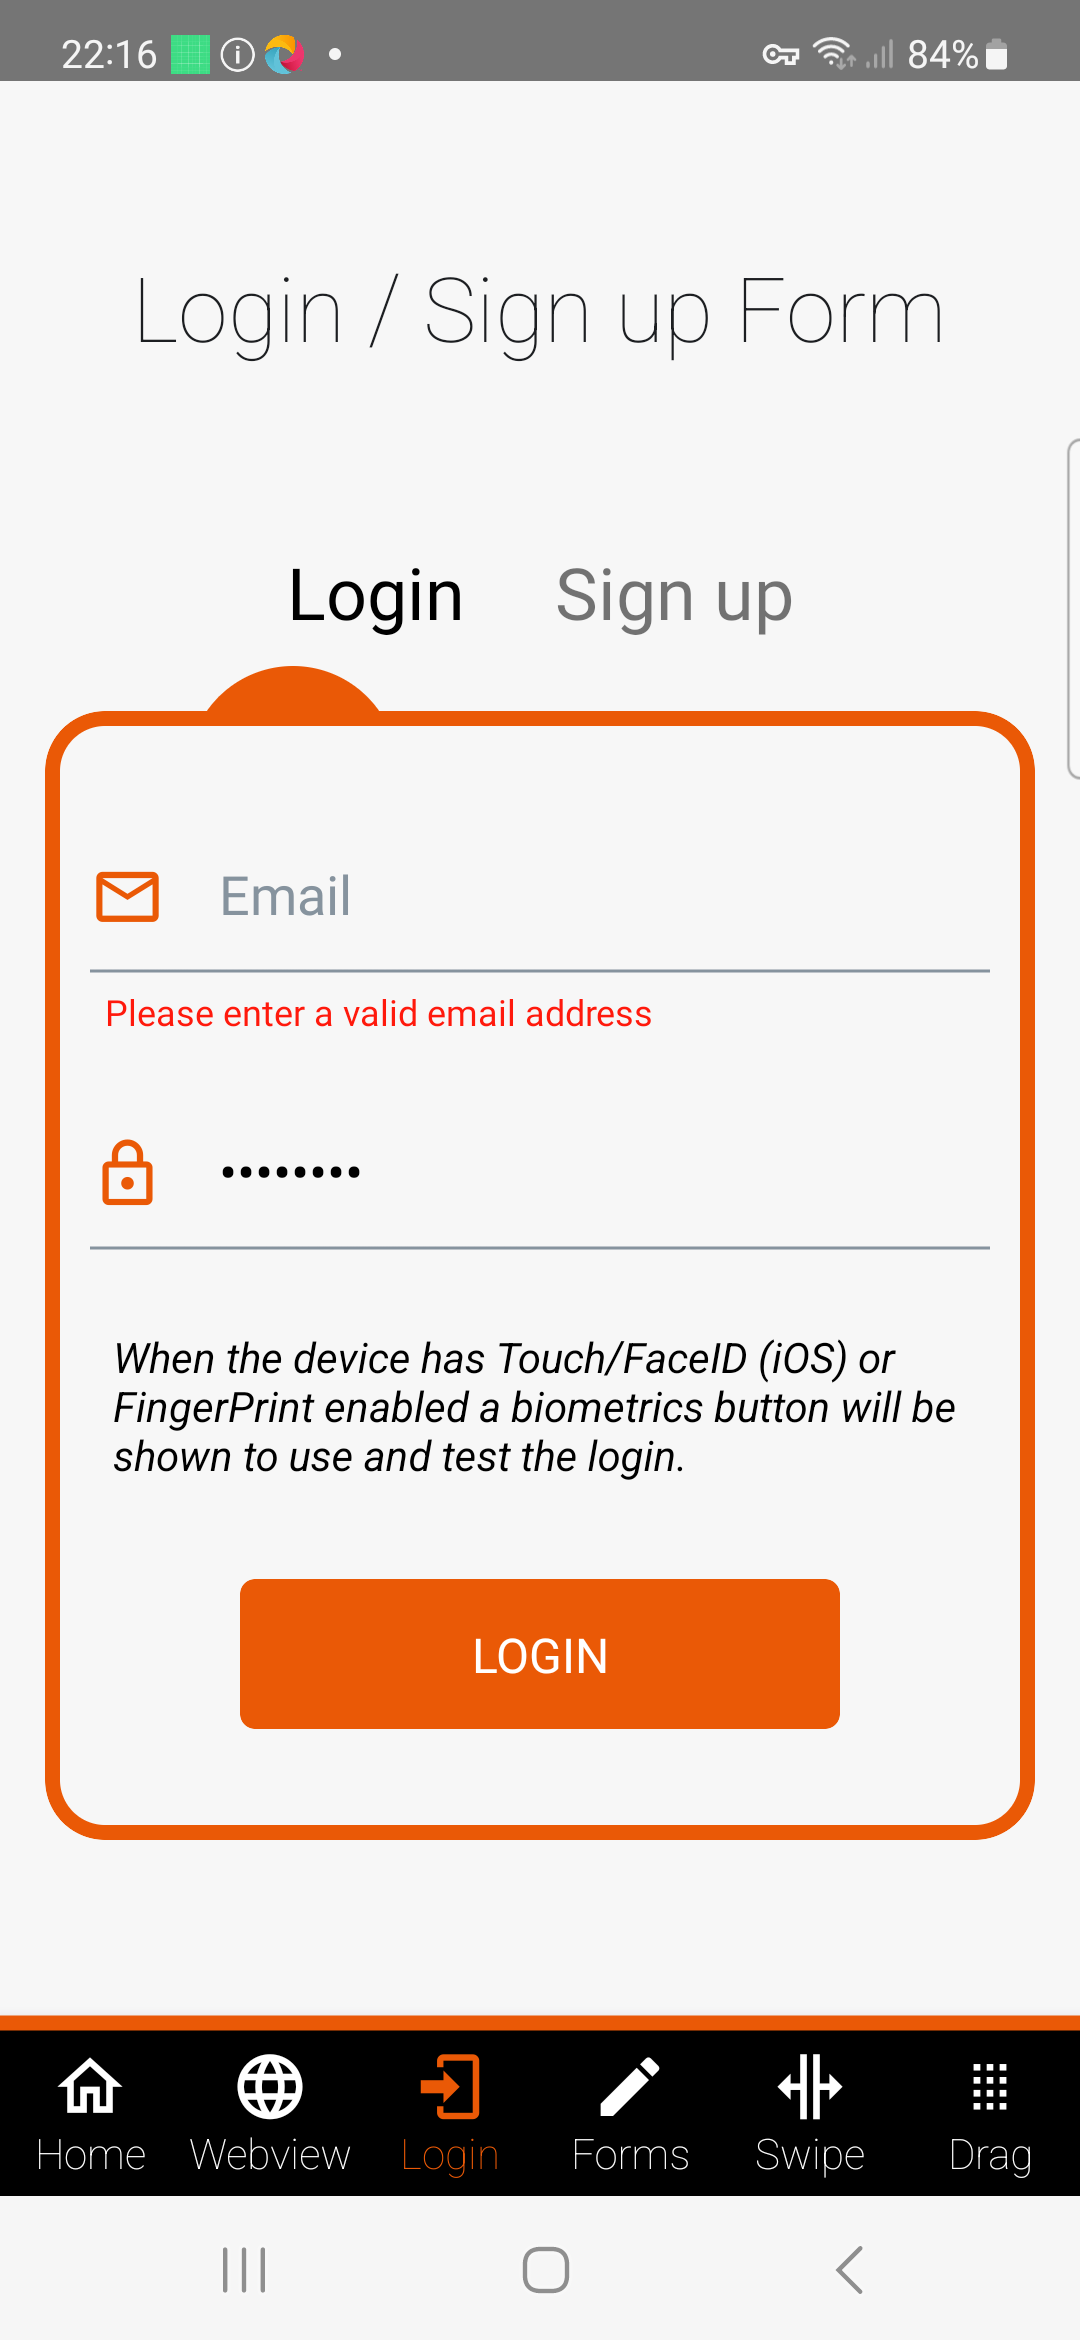 22:16
84%
Login / Sign up Form
Login Sign up
Email
Please enter a valid email address
••••••••
When the device has Touch/FaceID (iOS) or
FingerPrint enabled a biometrics button will be
shown to use and test the login.
LOGIN
Home Webview Login Forms Swipe Drag